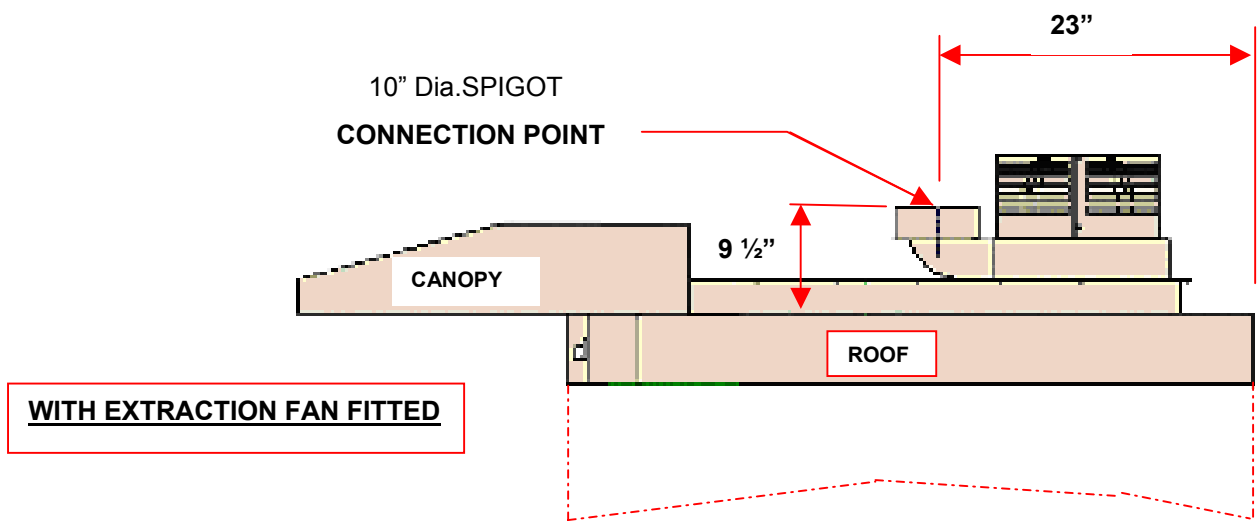 23”
10” Dia.SPIGOT
CONNECTION POINT
9 ½”
CANOPY
ROOF
WITH EXTRACTION FAN FITTED